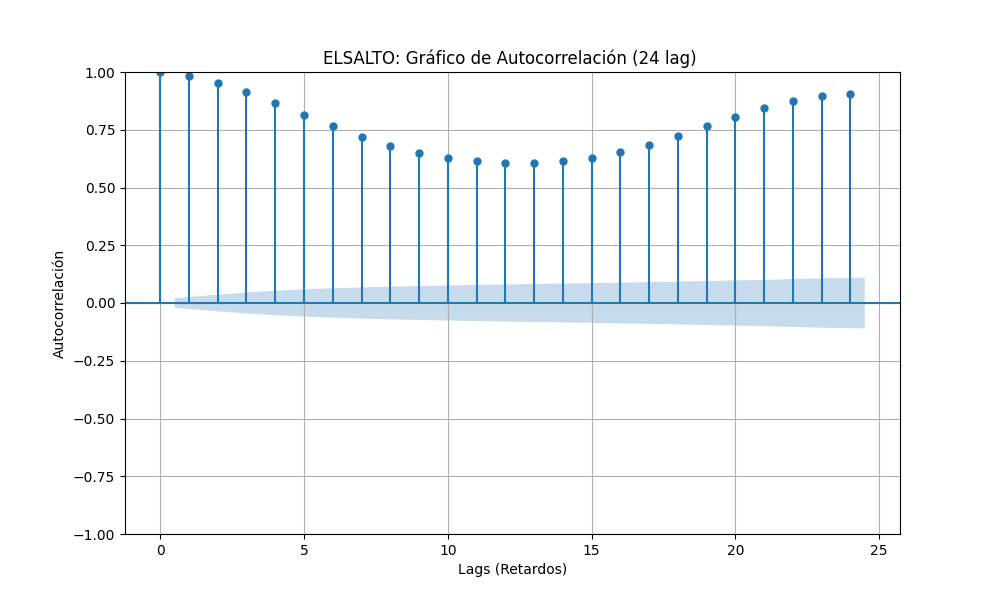 ELSALTO: Gráfico de Autocorrelación (24 lag)
1.00
0.75
0.50
0.25
0.00
−0.25
−0.50
−0.75
−1.00
Autocorrelación
0 5 10 15 20 25
Lags (Retardos)